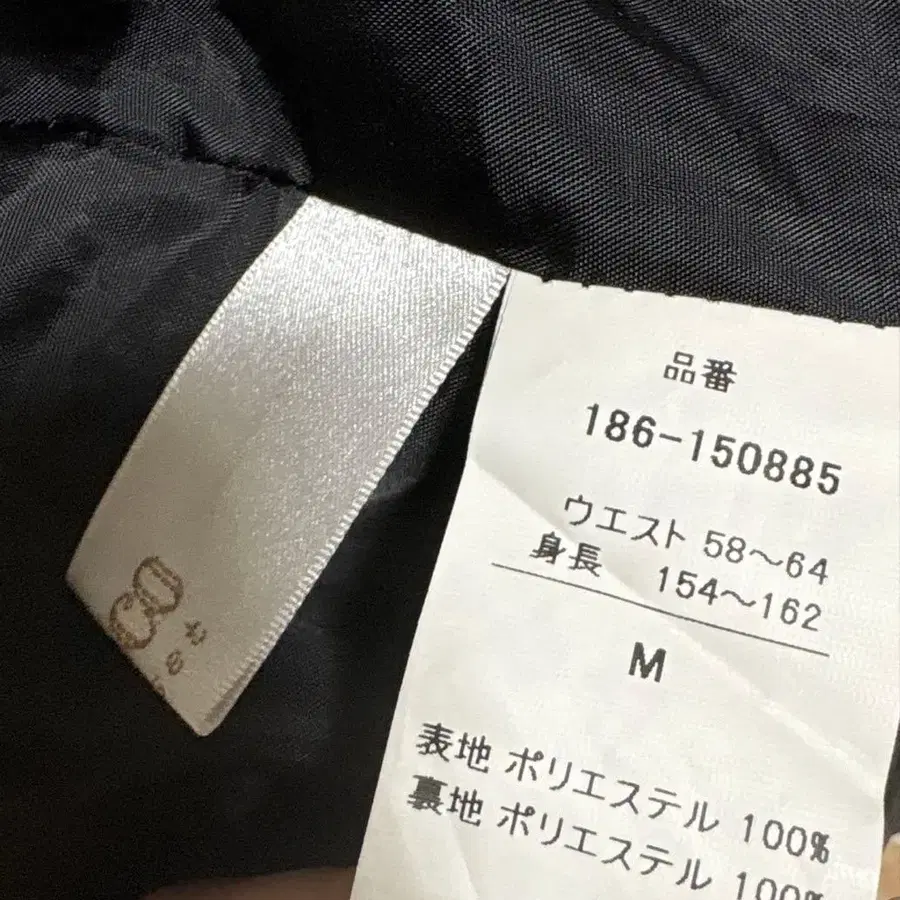 品番
186-150885
ウエスト 58～64
身長 154～162
M
表地 ポリエステル 100%
裏地 ポリエステル 100%